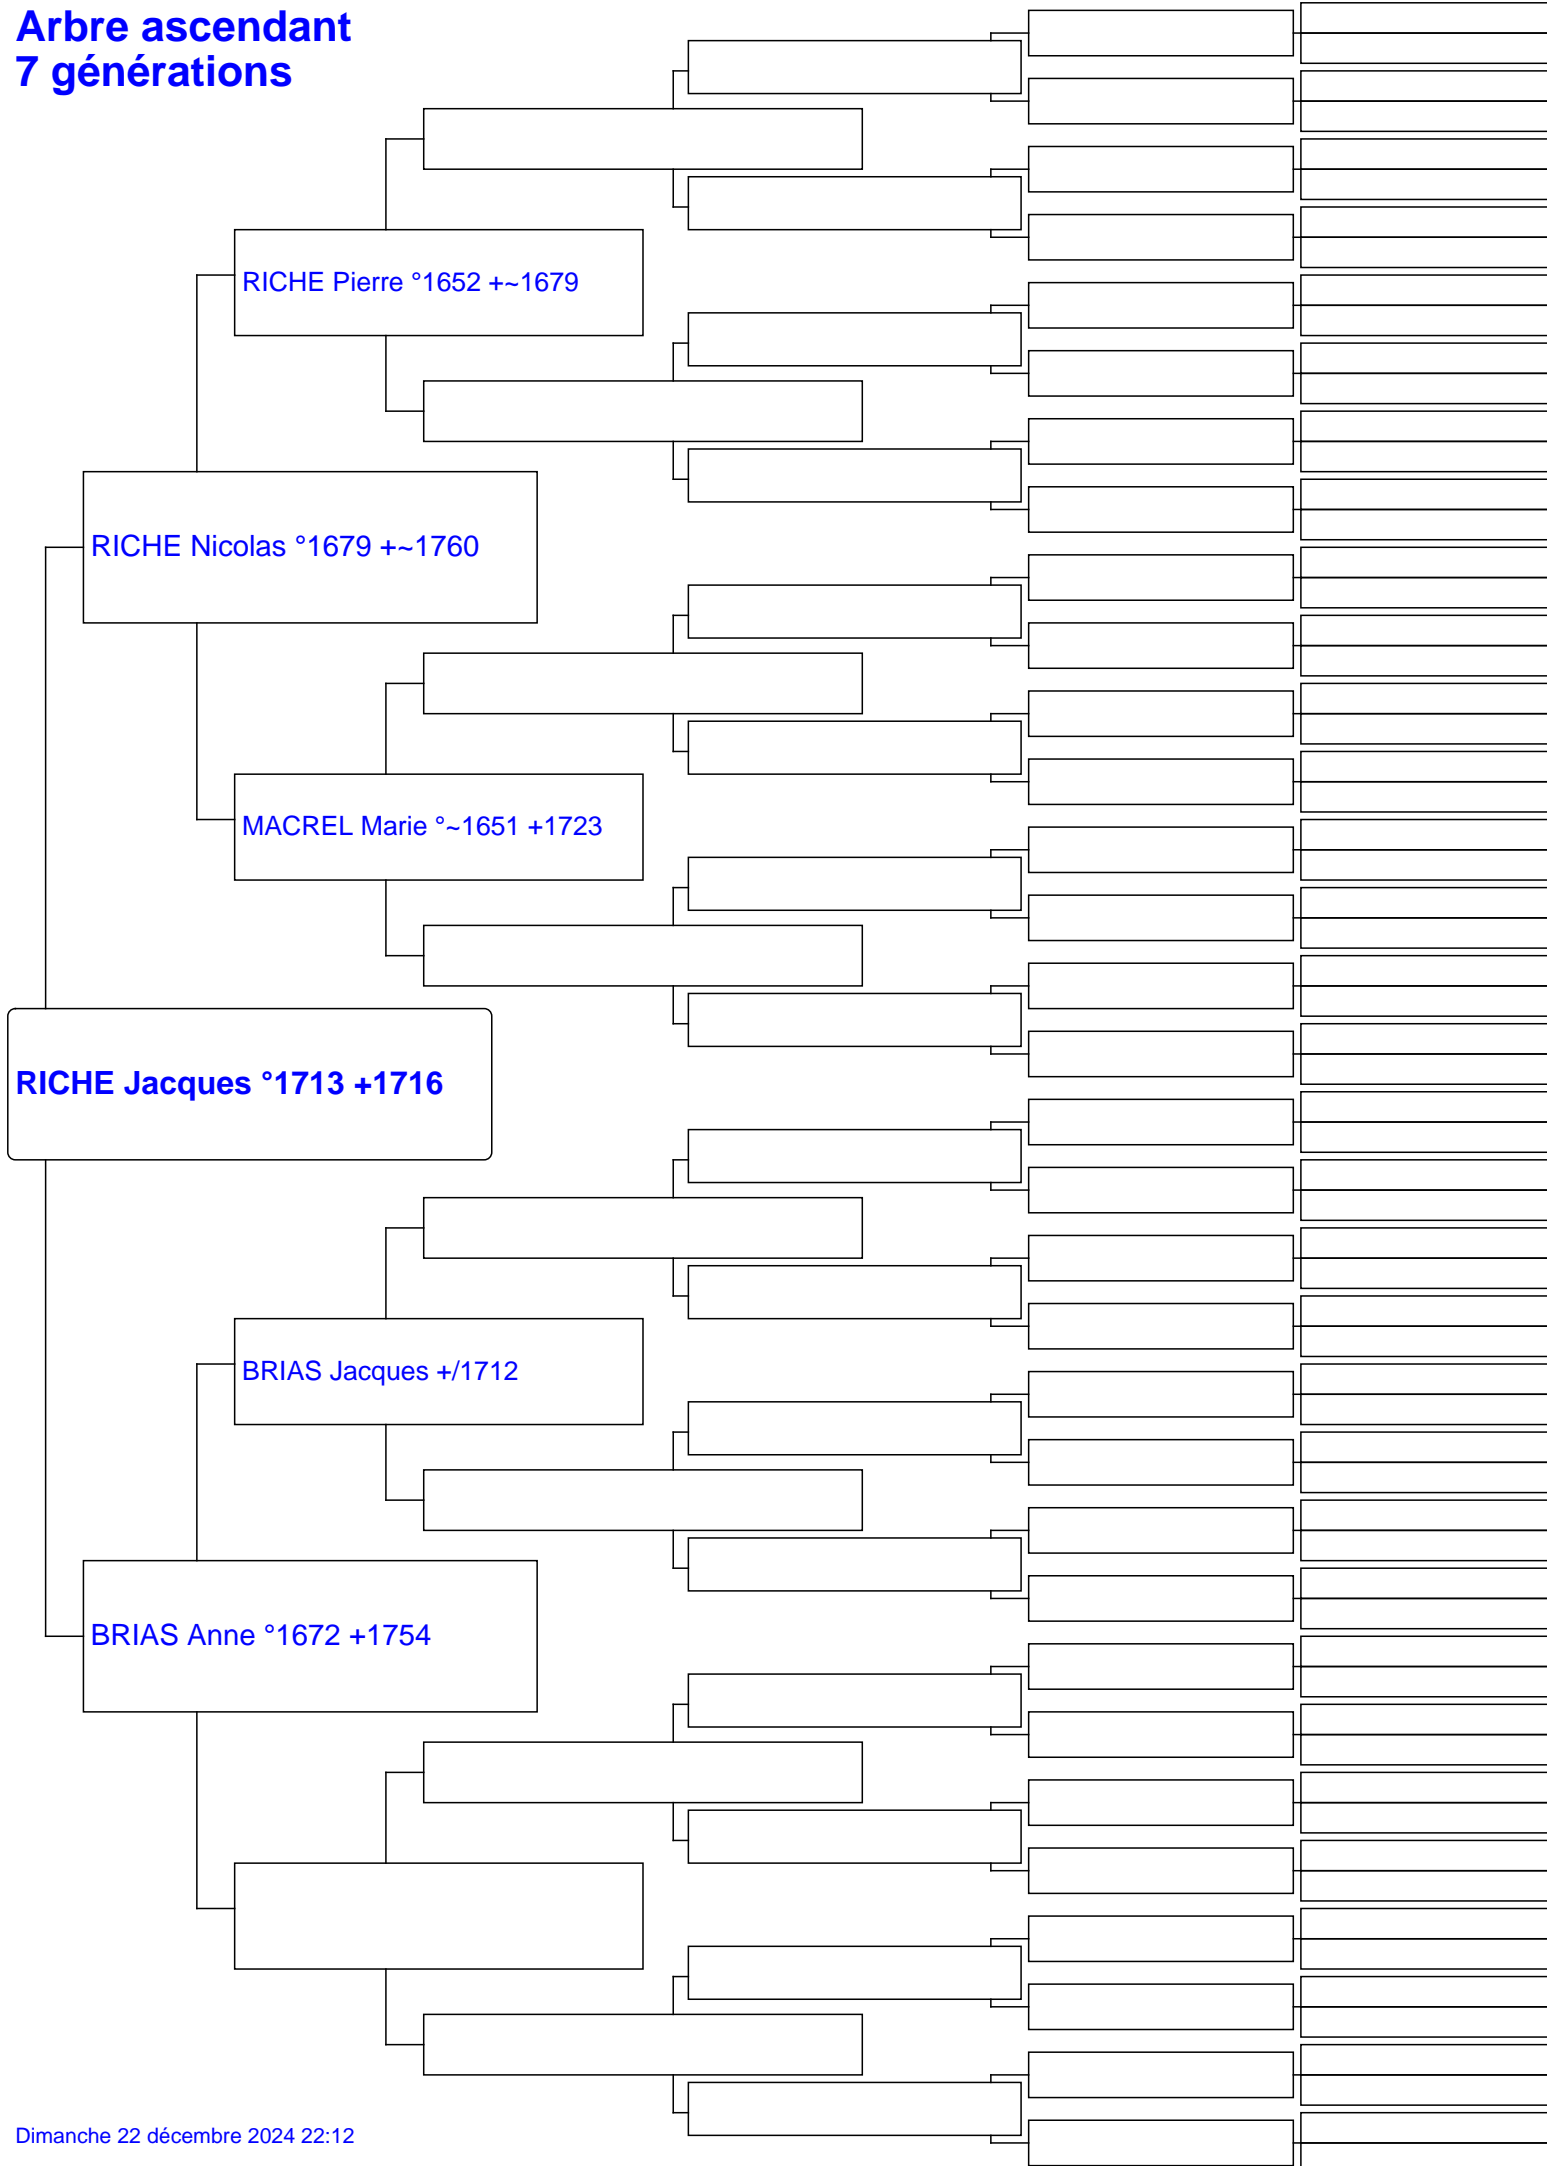 Arbre ascendant
7 générations
RICHE Pierre °1652 +~1679
RICHE Nicolas °1679 +~1760
MACREL Marie °~1651 +1723
RICHE Jacques °1713 +1716
BRIAS Jacques +/1712
BRIAS Anne °1672 +1754
Dimanche 22 décembre 2024 22:12